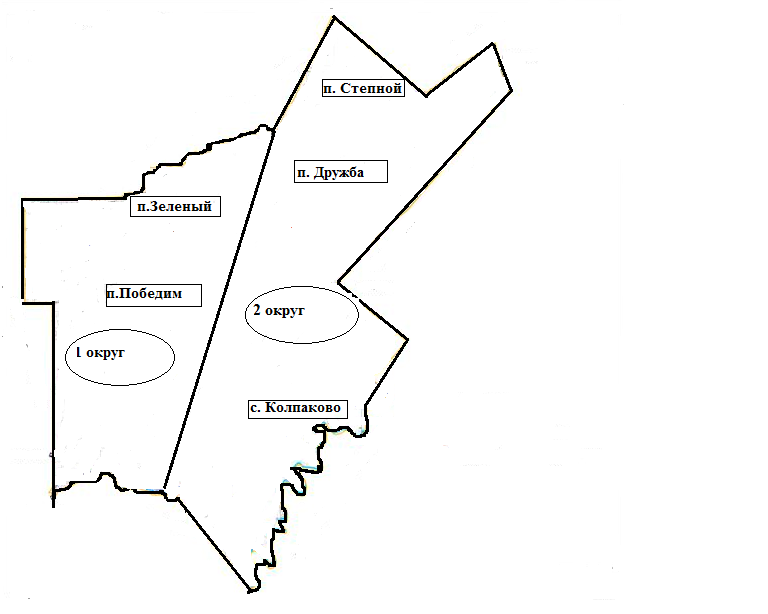 п. Степной
п. Дружба
п.Зеленый
п.Победим
2 округ
1 округ
с. Колпаково